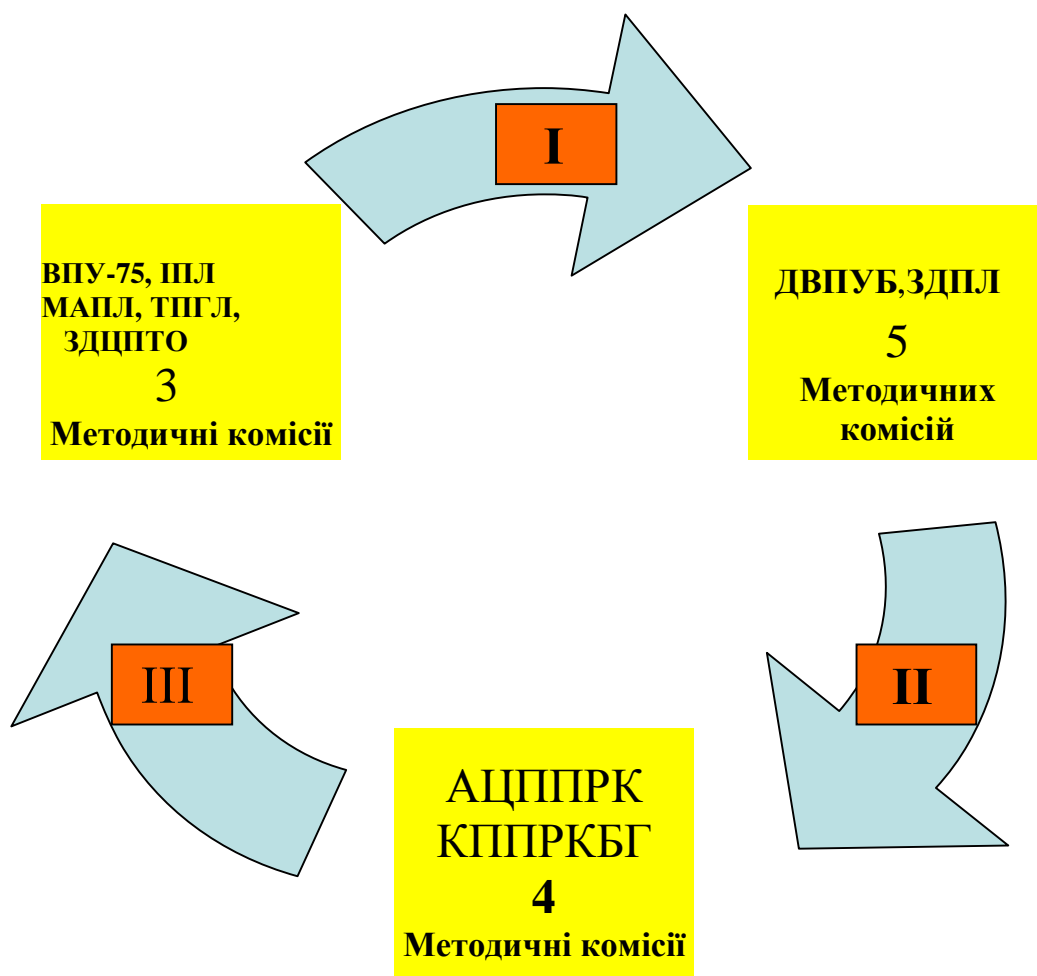 I
ВПУ-75, ІПЛ
МАПЛ, ТПГЛ,
ЗДЦПТО
3
Методичні комісії
ДВПУБ,ЗДПЛ
5
Методичних
комісій
III
II
АЦППРК
КППРКБГ
4
Методичні комісії